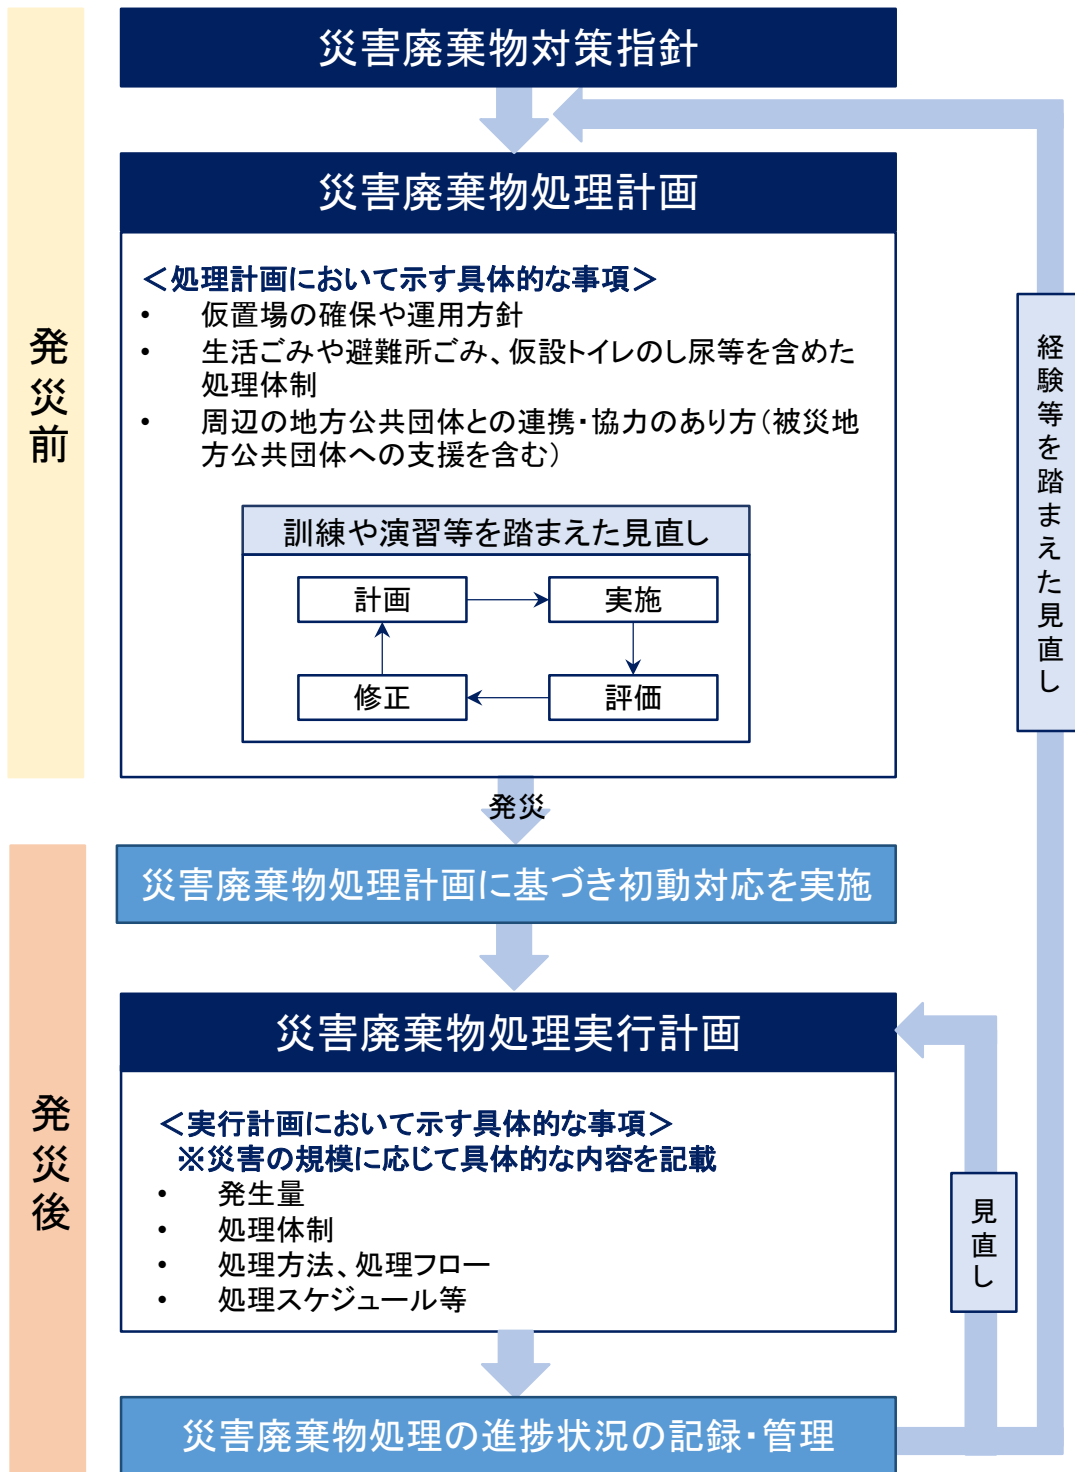 災害廃棄物対策指針
発災前
災害廃棄物処理計画
＜処理計画において示す具体的な事項＞
• 仮置場の確保や運用方針
• 生活ごみや避難所ごみ、仮設トイレのし尿等を含めた
処理体制
• 周辺の地方公共団体との連携・協力のあり方（被災地
方公共団体への支援を含む）
訓練や演習等を踏まえた見直し
計画
実施
修正
評価
経験等を踏まえた見直し
発災
発災後
災害廃棄物処理計画に基づき初動対応を実施
災害廃棄物処理実行計画
＜実行計画において示す具体的な事項＞
※災害の規模に応じて具体的な内容を記載
• 発生量
• 処理体制
• 処理方法、処理フロー
• 処理スケジュール等
見直し
災害廃棄物処理の進捗状況の記録・管理